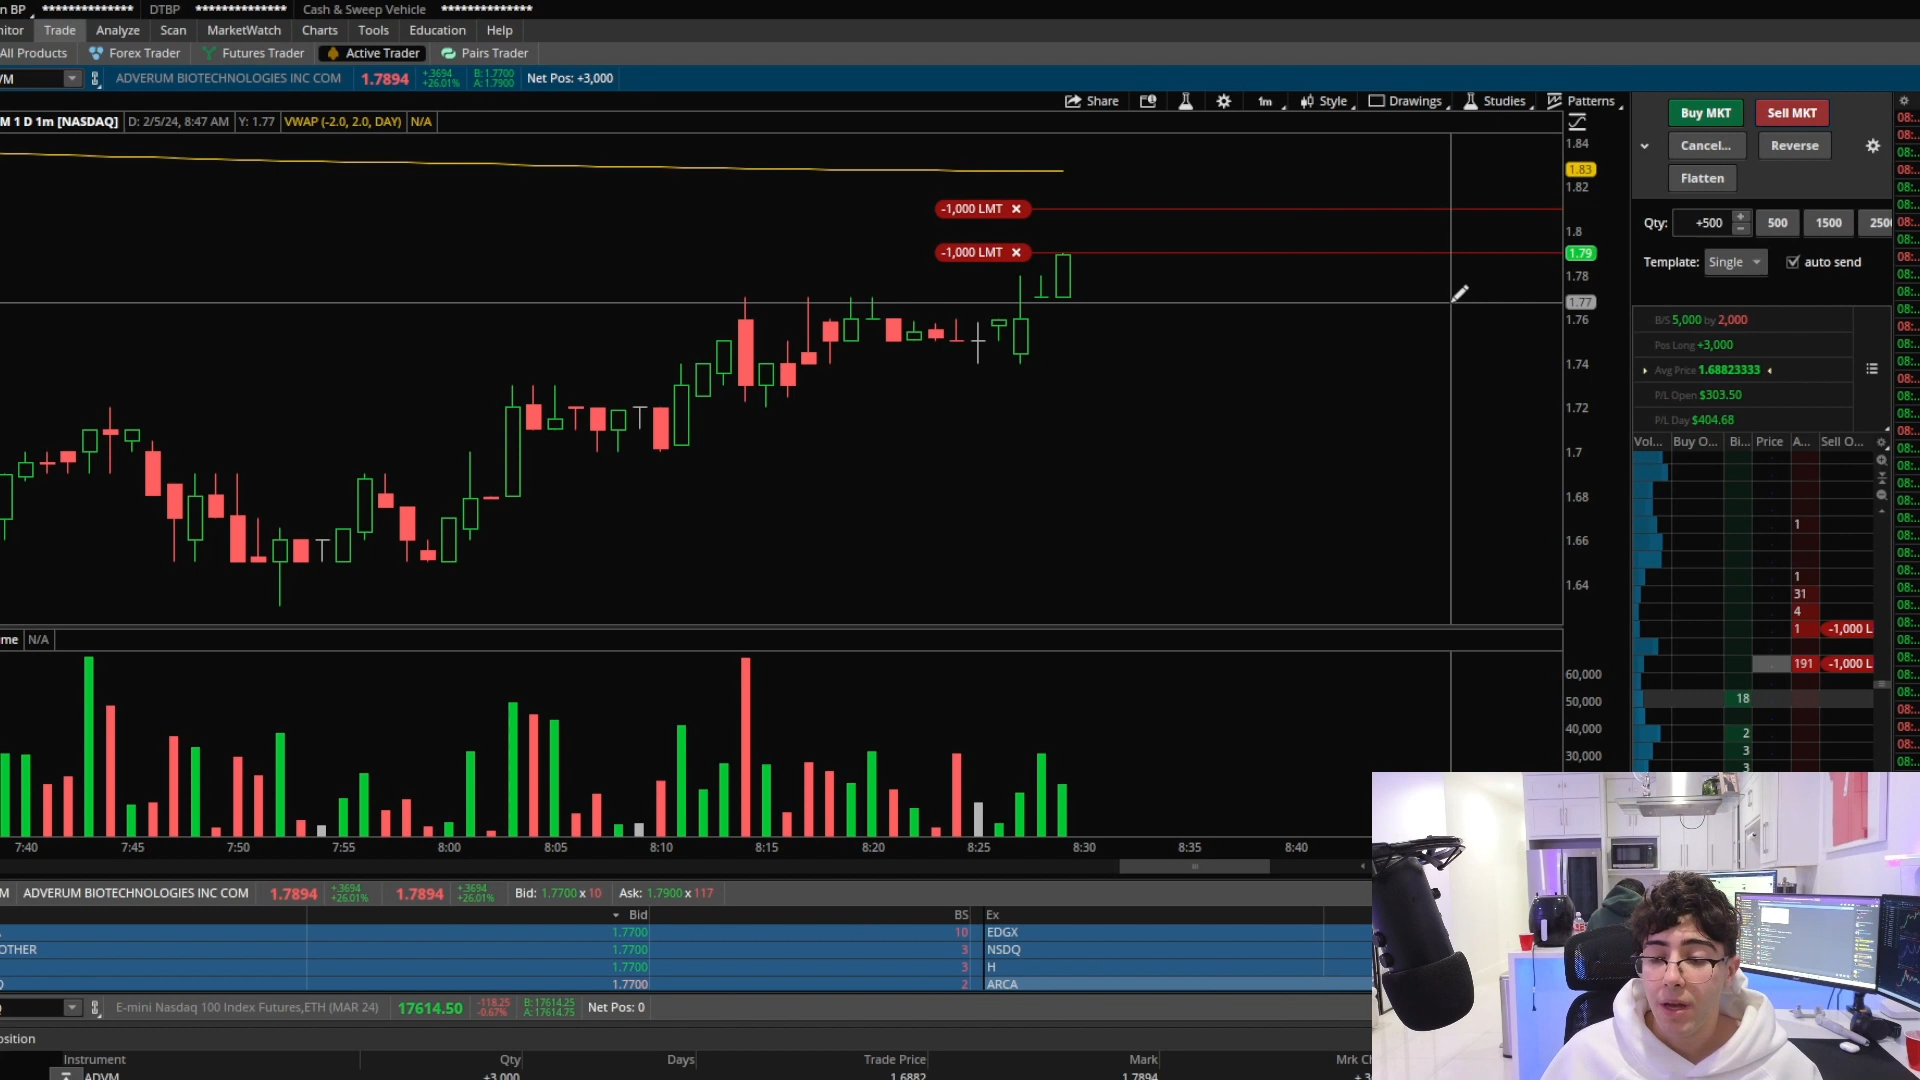 n BP ************** DTBP ************** Cash & Sweep Vehicle **************
nitor Trade Analyze Scan MarketWatch Charts Tools Education Help
All Products Forex Trader Futures Trader Active Trader Pairs Trader
VM ADVERUM BIOTECHNOLOGIES INC COM 1.7894 +.3694 +26.01% B: 1.7700 A: 1.7900 Net Pos: +3,000
Share 1m Style Drawings Studies Patterns
M 1 D 1m [NASDAQ] D: 2/5/24, 8:47 AM Y: 1.77 VWAP (-2.0, 2.0, DAY) N/A
1.84
1.83
1.82
-1,000 LMT
1.8
-1,000 LMT
1.79
1.78
1.77
1.76
1.74
1.72
1.7
1.68
1.66
1.64
Buy MKT Sell MKT
Cancel... Reverse
Flatten
Qty: +500 500 1500 250
Template: Single auto send
B/S 5,000 by 2,000
Pos Long +3,000
Avg Price 1.68823333
P/L Open $303.50
P/L Day $404.68
Vol... Buy O... Bi... Price A... Sell O...
1
1
31
4
1 -1,000 L
191 -1,000 L
18
2
3
3
ume N/A
60,000
50,000
40,000
30,000
7:40 7:45 7:50 7:55 8:00 8:05 8:10 8:15 8:20 8:25 8:30 8:35 8:40
M ADVERUM BIOTECHNOLOGIES INC COM 1.7894 +.3694 +26.01% 1.7894 +.3694 +26.01% Bid: 1.7700 x 10 Ask: 1.7900 x 117
Bid BS Ex
1.7700 10 EDGX
OTHER 1.7700 3 NSDQ
1.7700 3 H
1.7700 2 ARCA
E-mini Nasdaq 100 Index Futures,ETH (MAR 24) 17614.50 -118.25 -0.67% B: 17614.25 A: 17614.75 Net Pos: 0
osition
Instrument Qty Days Trade Price Mark Mrk C
ADVM +3,000 1.6882 1.7894